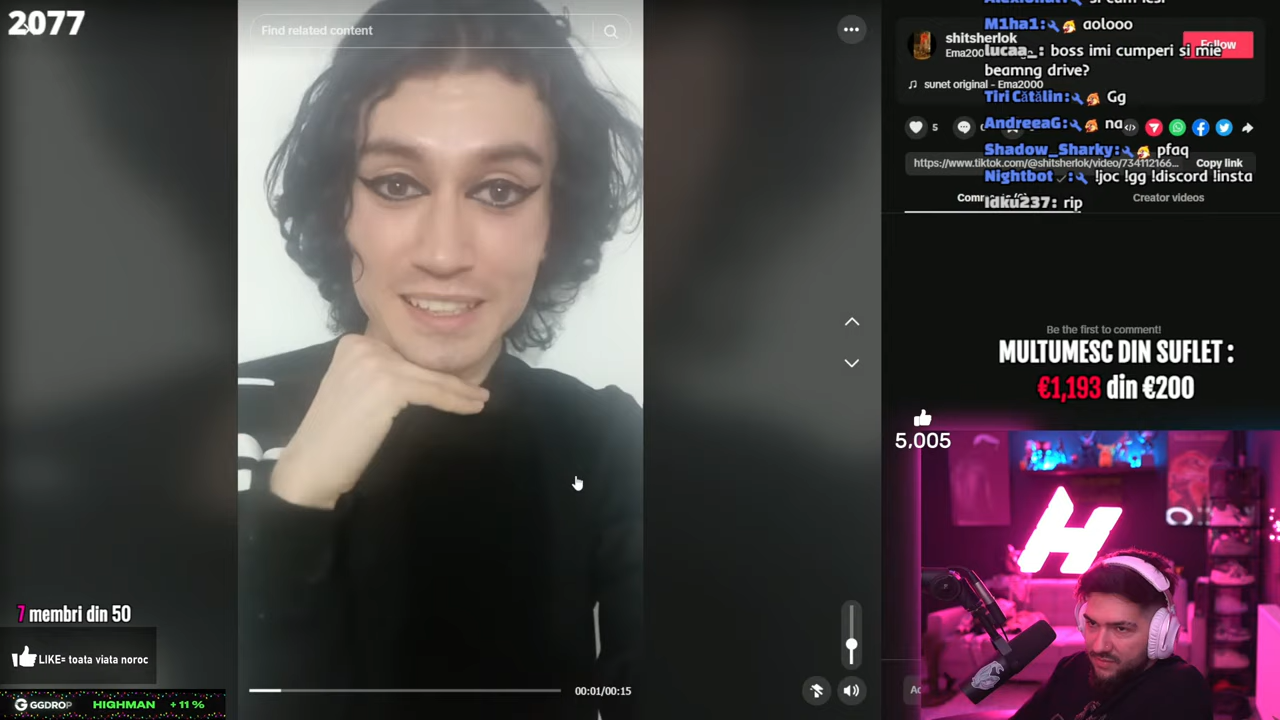 2077
Find related content
si cum iesi
M1ha1: aolooo
shitsherlok
Follow
Ema200
lucaa_: boss imi cumperi si mie
beamng drive?
sunet original - Ema2000
Tiri Cătălin: Gg
5
AndreeaG: na
Shadow_Sharky: pfaq
https://www.tiktok.com/@shitsherlok/video/734112166...
Copy link
Nightbot: !joc !gg !discord !insta
Creator videos
Idku237: rip
Be the first to comment!
MULTUMESC DIN SUFLET :
€1,193 din €200
5,005
H
7 membri din 50
LIKE= toata viata noroc
00:01/00:15
GGDROP HIGHMAN +11 %